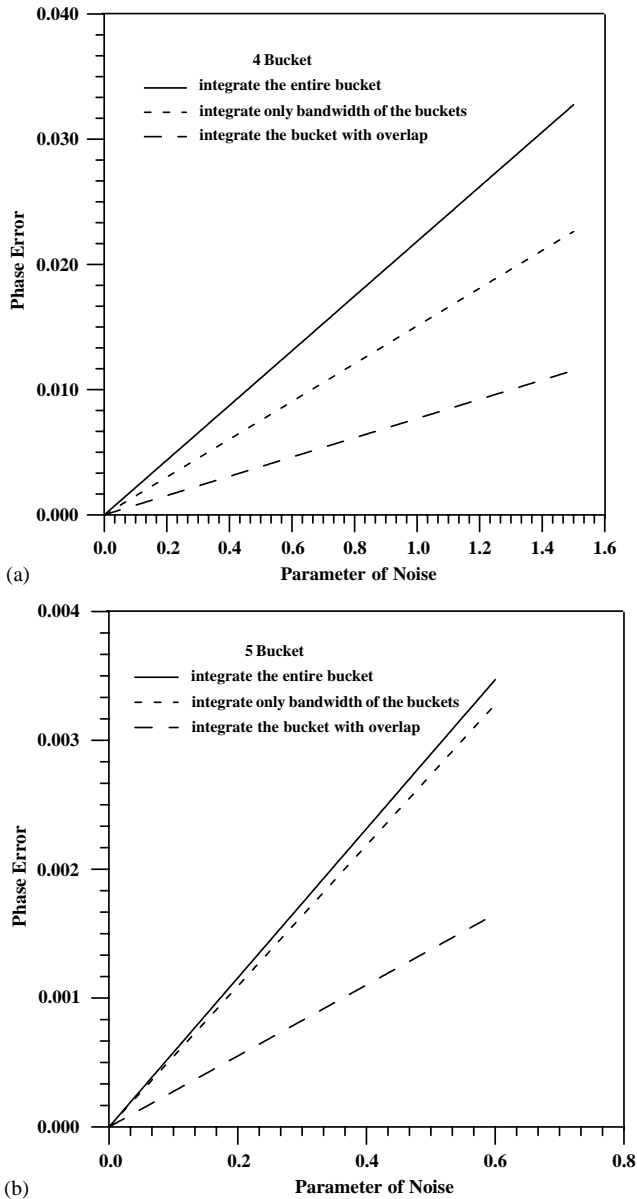 0.040
4 Bucket
integrate the entire bucket
integrate only bandwidth of the buckets
integrate the bucket with overlap
0.030
0.020
0.010
0.000
Phase Error
0.0 0.2 0.4 0.6 0.8 1.0 1.2 1.4 1.6
Parameter of Noise
(a)
0.004
5 Bucket
integrate the entire bucket
integrate only bandwidth of the buckets
integrate the bucket with overlap
0.003
0.002
0.001
0.000
Phase Error
0.0 0.2 0.4 0.6 0.8
Parameter of Noise
(b)